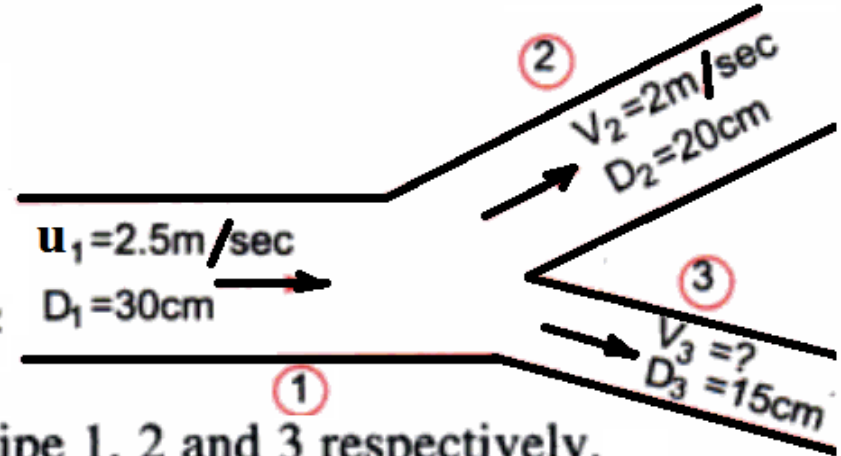 2
V2=2m/sec
D2=20cm
u1=2.5m/sec
D1=30cm
3
V3=?
D3=15cm
1
ipe 1, 2 and 3 respectively.